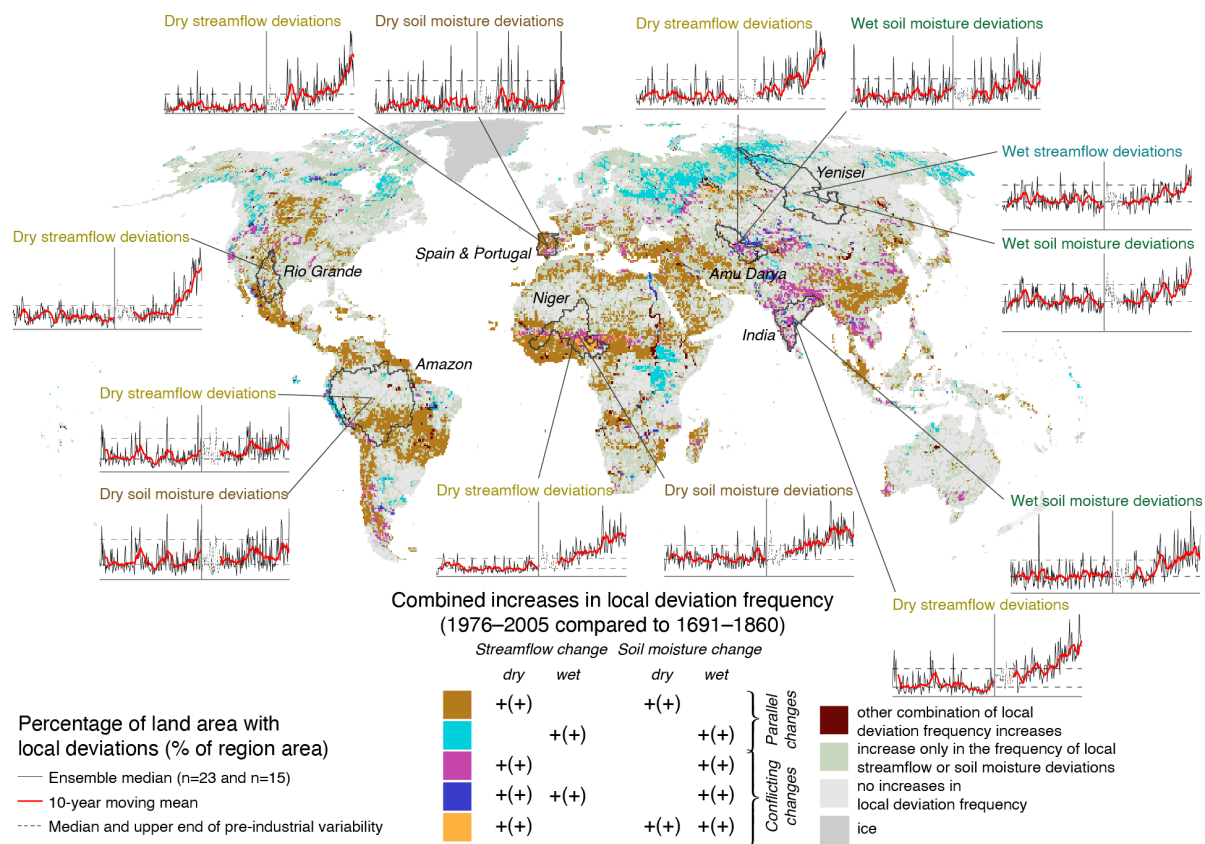 Dry streamflow deviations
Dry soil moisture deviations
Dry streamflow deviations
Wet soil moisture deviations
Wet streamflow deviations
Yenisei
Dry streamflow deviations
Wet soil moisture deviations
Spain & Portugal
Rio Grande
Amu Darya
Niger
India
Amazon
Dry streamflow deviations
Dry soil moisture deviations
Dry streamflow deviations
Dry soil moisture deviations
Wet soil moisture deviations
Dry streamflow deviations
Combined increases in local deviation frequency
(1976–2005 compared to 1691–1860)
Streamflow change Soil moisture change
dry wet dry wet
+(+) +(+)
+(+) +(+)
+(+) +(+)
+(+) +(+) +(+)
+(+) +(+) +(+)
Parallel
changes
Conflicting
changes
other combination of local
deviation frequency increases
increase only in the frequency of local
streamflow or soil moisture deviations
no increases in
local deviation frequency
ice
Percentage of land area with
local deviations (% of region area)
Ensemble median (n=23 and n=15)
10-year moving mean
Median and upper end of pre-industrial variability